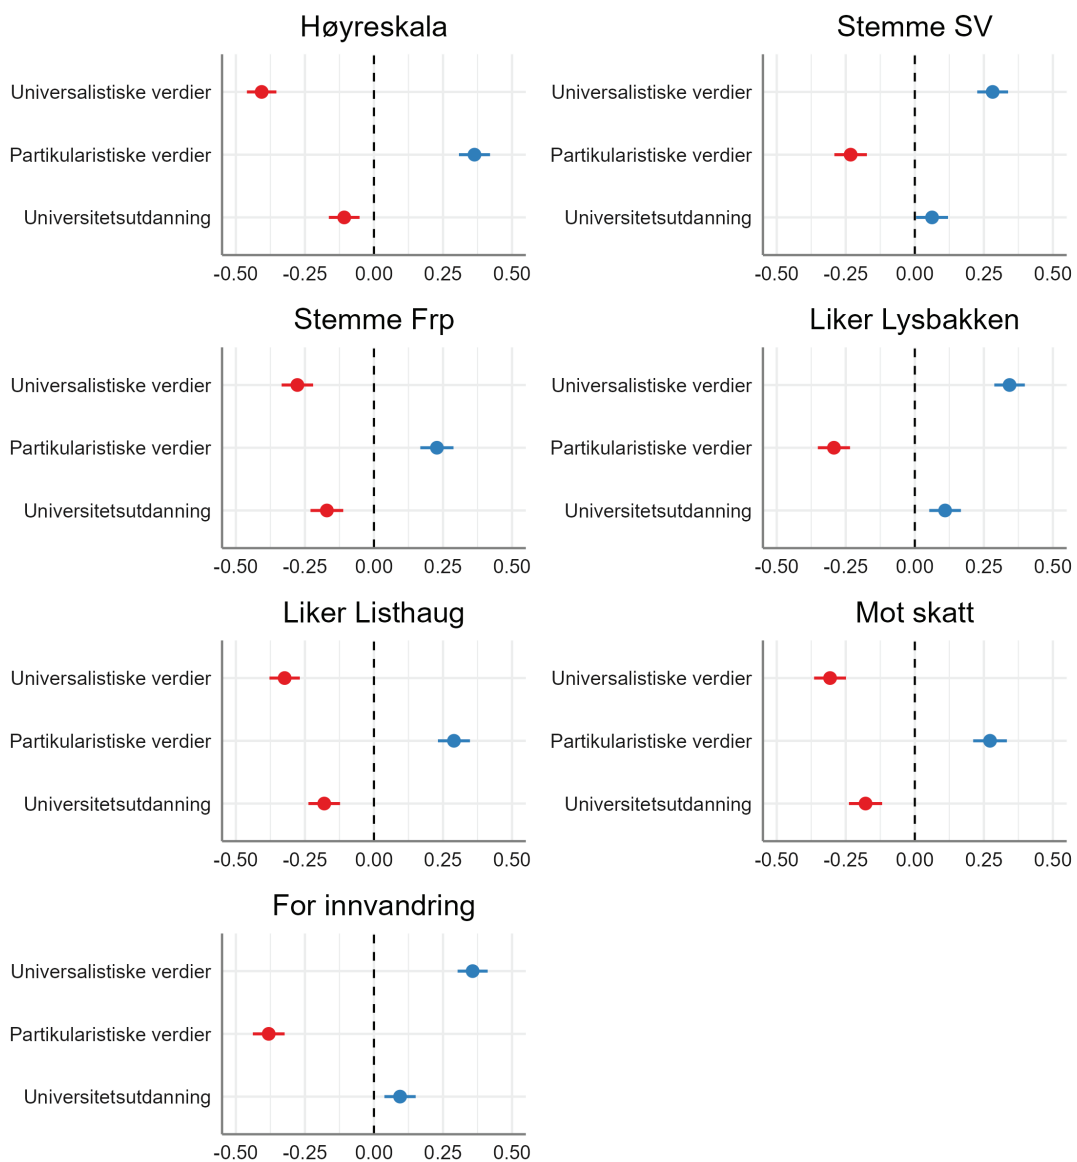 Høyreskala
Universalistiske verdier
Partikularistiske verdier
Universitetsutdanning
-0.50 -0.25 0.00 0.25 0.50
Stemme SV
Universalistiske verdier
Partikularistiske verdier
Universitetsutdanning
-0.50 -0.25 0.00 0.25 0.50
Stemme Frp
Universalistiske verdier
Partikularistiske verdier
Universitetsutdanning
-0.50 -0.25 0.00 0.25 0.50
Liker Lysbakken
Universalistiske verdier
Partikularistiske verdier
Universitetsutdanning
-0.50 -0.25 0.00 0.25 0.50
Liker Listhaug
Universalistiske verdier
Partikularistiske verdier
Universitetsutdanning
-0.50 -0.25 0.00 0.25 0.50
Mot skatt
Universalistiske verdier
Partikularistiske verdier
Universitetsutdanning
-0.50 -0.25 0.00 0.25 0.50
For innvandring
Universalistiske verdier
Partikularistiske verdier
Universitetsutdanning
-0.50 -0.25 0.00 0.25 0.50